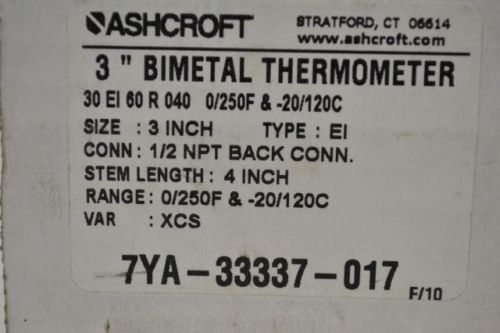 ASHCROFT STRATFORD, CT 06614
www.ashcroft.com
3 " BIMETAL THERMOMETER
30 EI 60 R 040 0/250F & -20/120C
SIZE : 3 INCH TYPE : EI
CONN : 1/2 NPT BACK CONN.
STEM LENGTH : 4 INCH
RANGE : 0/250F & -20/120C
VAR : XCS
7YA-33337-017
F/10